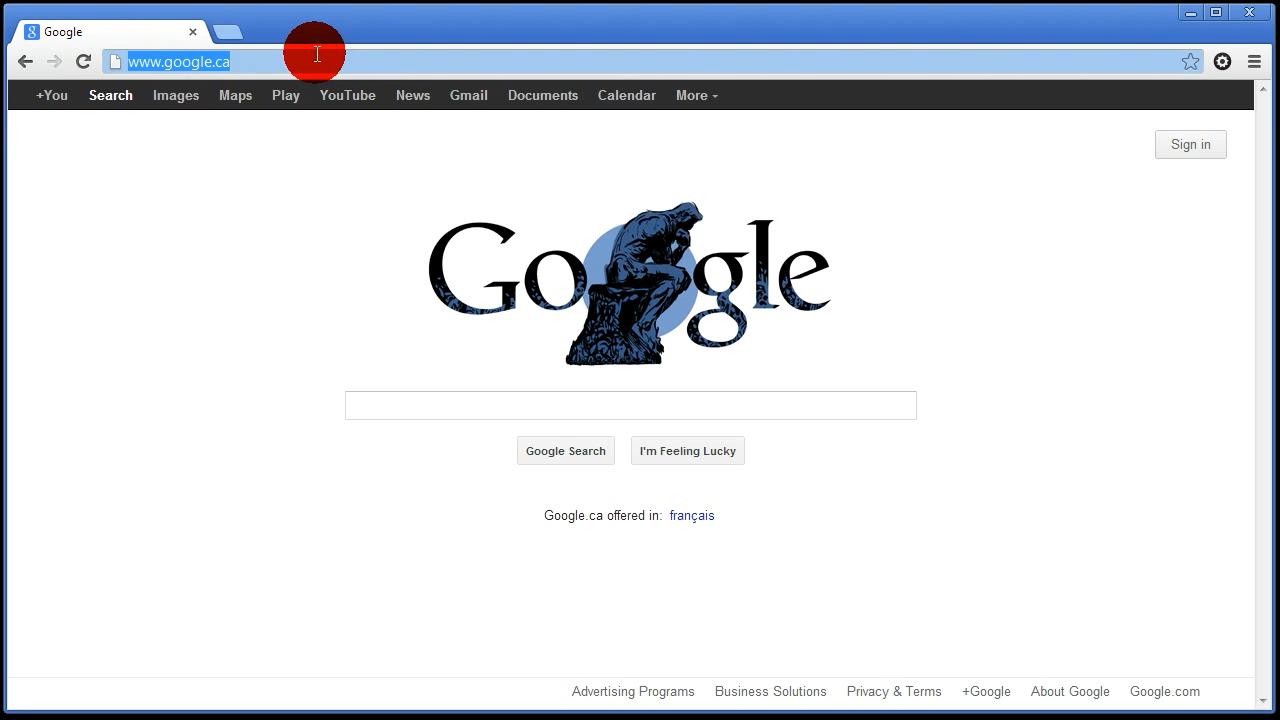 Google
www.google.ca
+You Search Images Maps Play YouTube News Gmail Documents Calendar More
Sign in
Google
Google Search I'm Feeling Lucky
Google.ca offered in: français
Advertising Programs Business Solutions Privacy & Terms +Google About Google Google.com